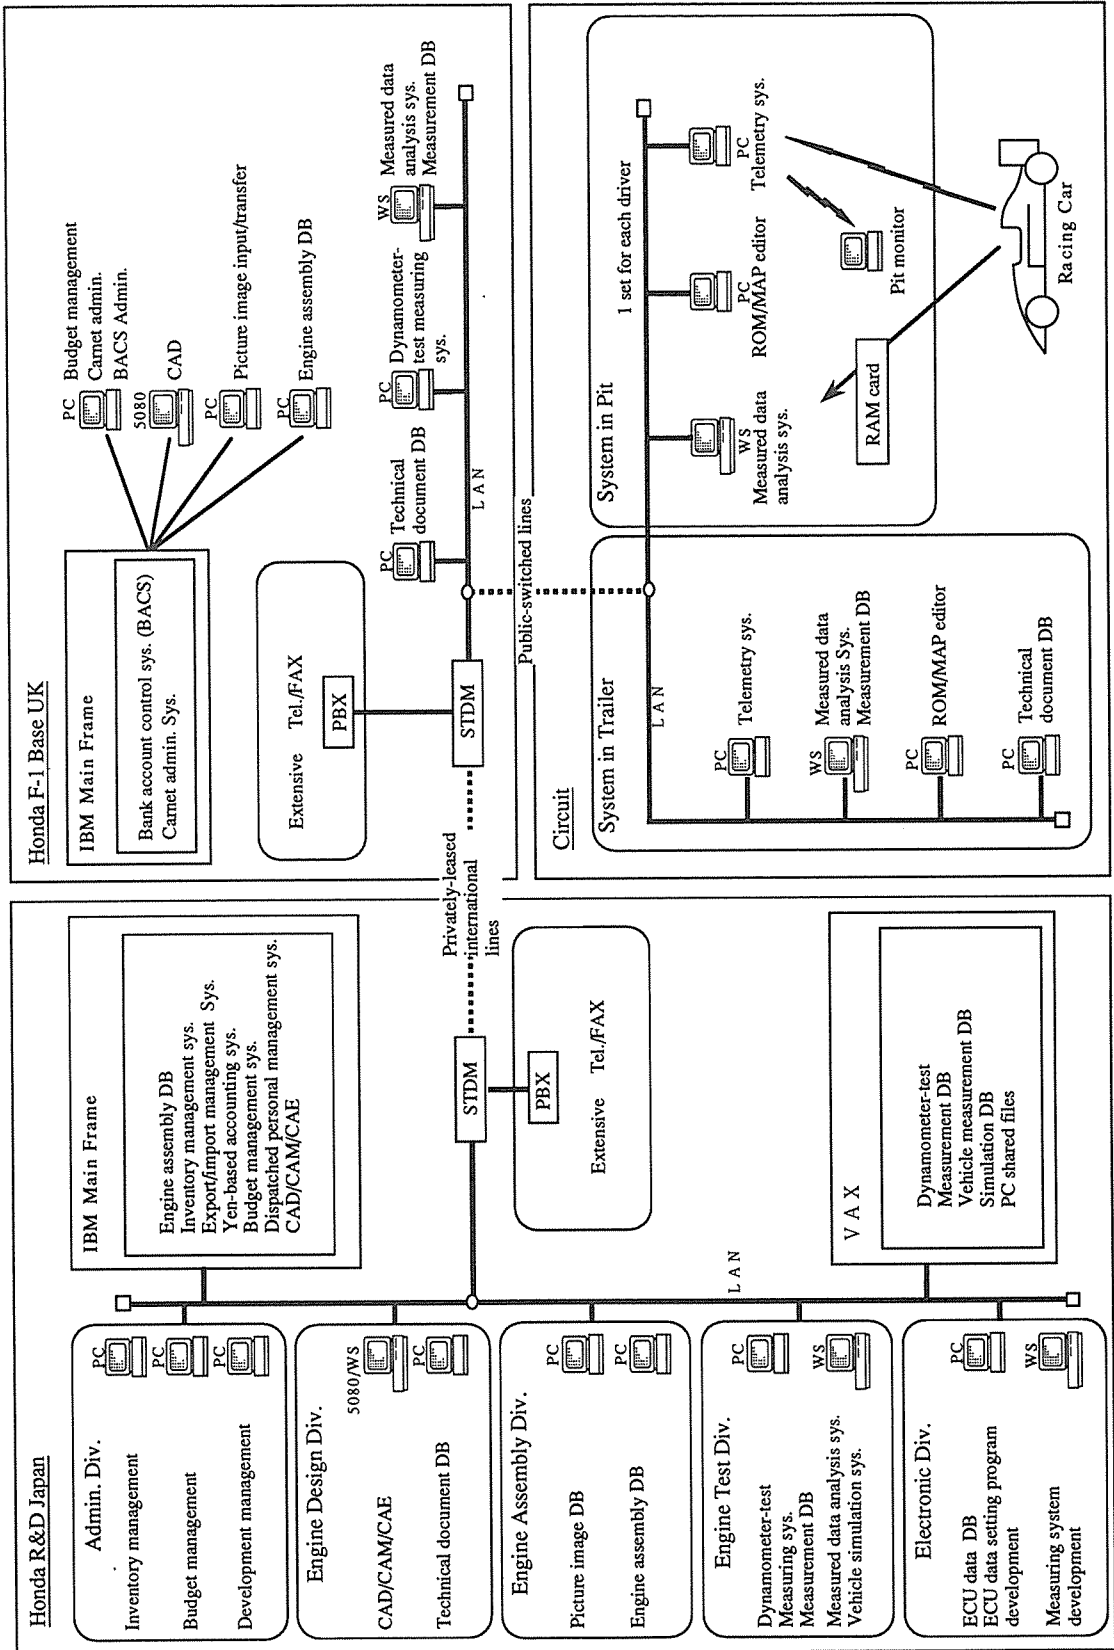 Honda R&D Japan
Admin. Div.
Inventory management
PC
Budget management
PC
Development management
PC
Engine Design Div.
5080/WS
CAD/CAM/CAE
PC
Technical document DB
Engine Assembly Div.
Picture image DB
PC
Engine assembly DB
PC
Engine Test Div.
Dynamometer-test
Measuring sys.
Measurement DB
PC
Measured data analysis sys.
Vehicle simulation sys.
WS
Electronic Div.
ECU data DB
ECU data setting program
development
PC
Measuring system
development
WS
IBM Main Frame
Engine assembly DB
Inventory management sys.
Export/import management Sys.
Yen-based accounting sys.
Budget management sys.
Dispatched personal management sys.
CAD/CAM/CAE
STDM
PBX
Extensive Tel./FAX
LAN
VAX
Dynamometer-test
Measurement DB
Vehicle measurement DB
Simulation DB
PC shared files
Privately-leased
international
lines
Honda F-1 Base UK
IBM Main Frame
Bank account control sys. (BACS)
Carnet admin. Sys.
PC
Budget management
Carnet admin.
BACS Admin.
5080
CAD
PC
Picture image input/transfer
PC
Engine assembly DB
Extensive Tel./FAX
PBX
STDM
PC
Technical
document DB
PC
Dynamometer-
test measuring
sys.
WS
Measured data
analysis sys.
Measurement DB
LAN
Public-switched lines
Circuit
System in Trailer
LAN
PC
Telemetry sys.
WS
Measured data
analysis Sys.
Measurement DB
PC
ROM/MAP editor
PC
Technical
document DB
System in Pit
1 set for each driver
WS
Measured data
analysis sys.
PC
ROM/MAP editor
PC
Telemetry sys.
Pit monitor
RAM card
Racing Car